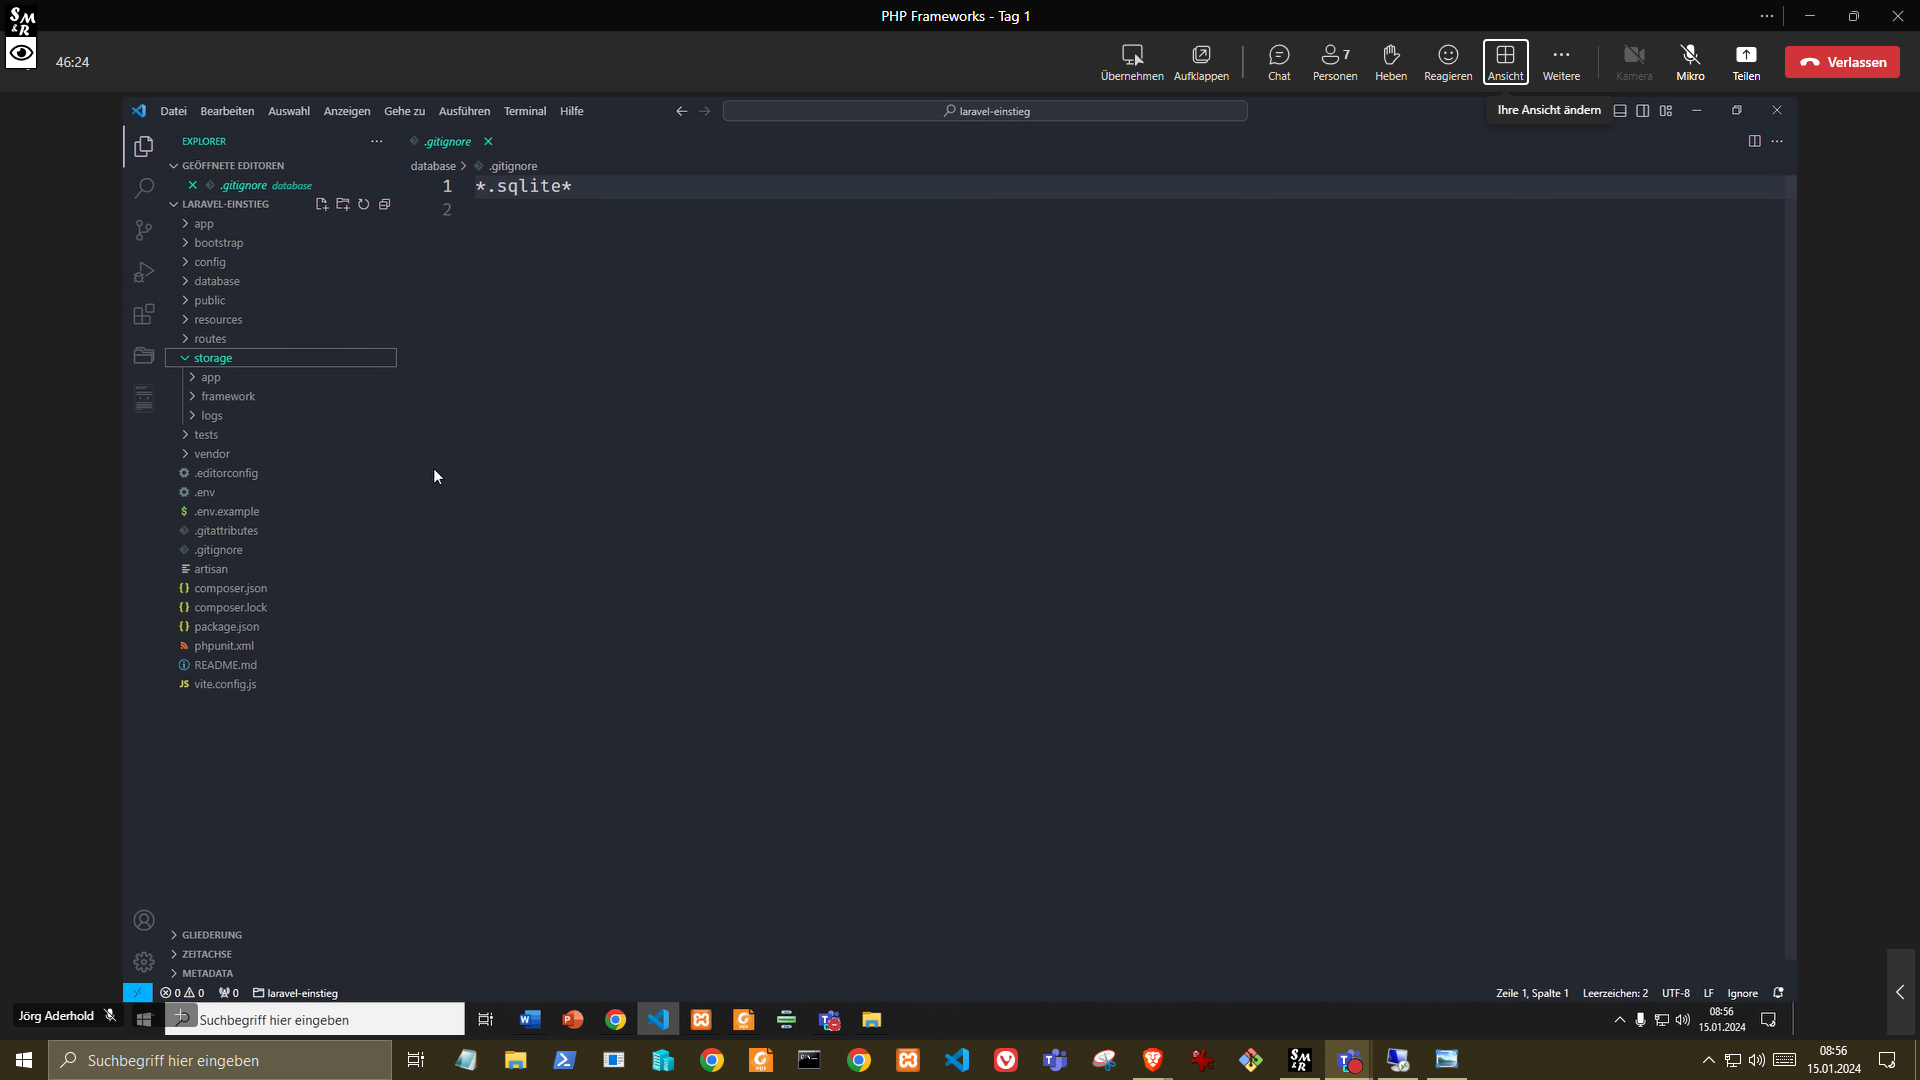 SM&R
PHP Frameworks - Tag 1
46:24
Übernehmen
Aufklappen
Chat
7
Personen
Heben
Reagieren
Ansicht
Weitere
Kamera
Mikro
Teilen
Verlassen
Datei Bearbeiten Auswahl Anzeigen Gehe zu Ausführen Terminal Hilfe
laravel-einstieg
Ihre Ansicht ändern
EXPLORER
.gitignore
GEÖFFNETE EDITOREN
database > .gitignore
.gitignore database
1 *.sqlite*
2
LARAVEL-EINSTIEG
app
bootstrap
config
database
public
resources
routes
storage
app
framework
logs
tests
vendor
.editorconfig
.env
$ .env.example
.gitattributes
.gitignore
artisan
{} composer.json
{} composer.lock
{} package.json
phpunit.xml
README.md
JS vite.config.js
GLIEDERUNG
ZEITACHSE
METADATA
0 0 0 laravel-einstieg
Zeile 1, Spalte 1 Leerzeichen: 2 UTF-8 LF Ignore
Jörg Aderhold
Suchbegriff hier eingeben
08:56
15.01.2024
Suchbegriff hier eingeben
08:56
15.01.2024